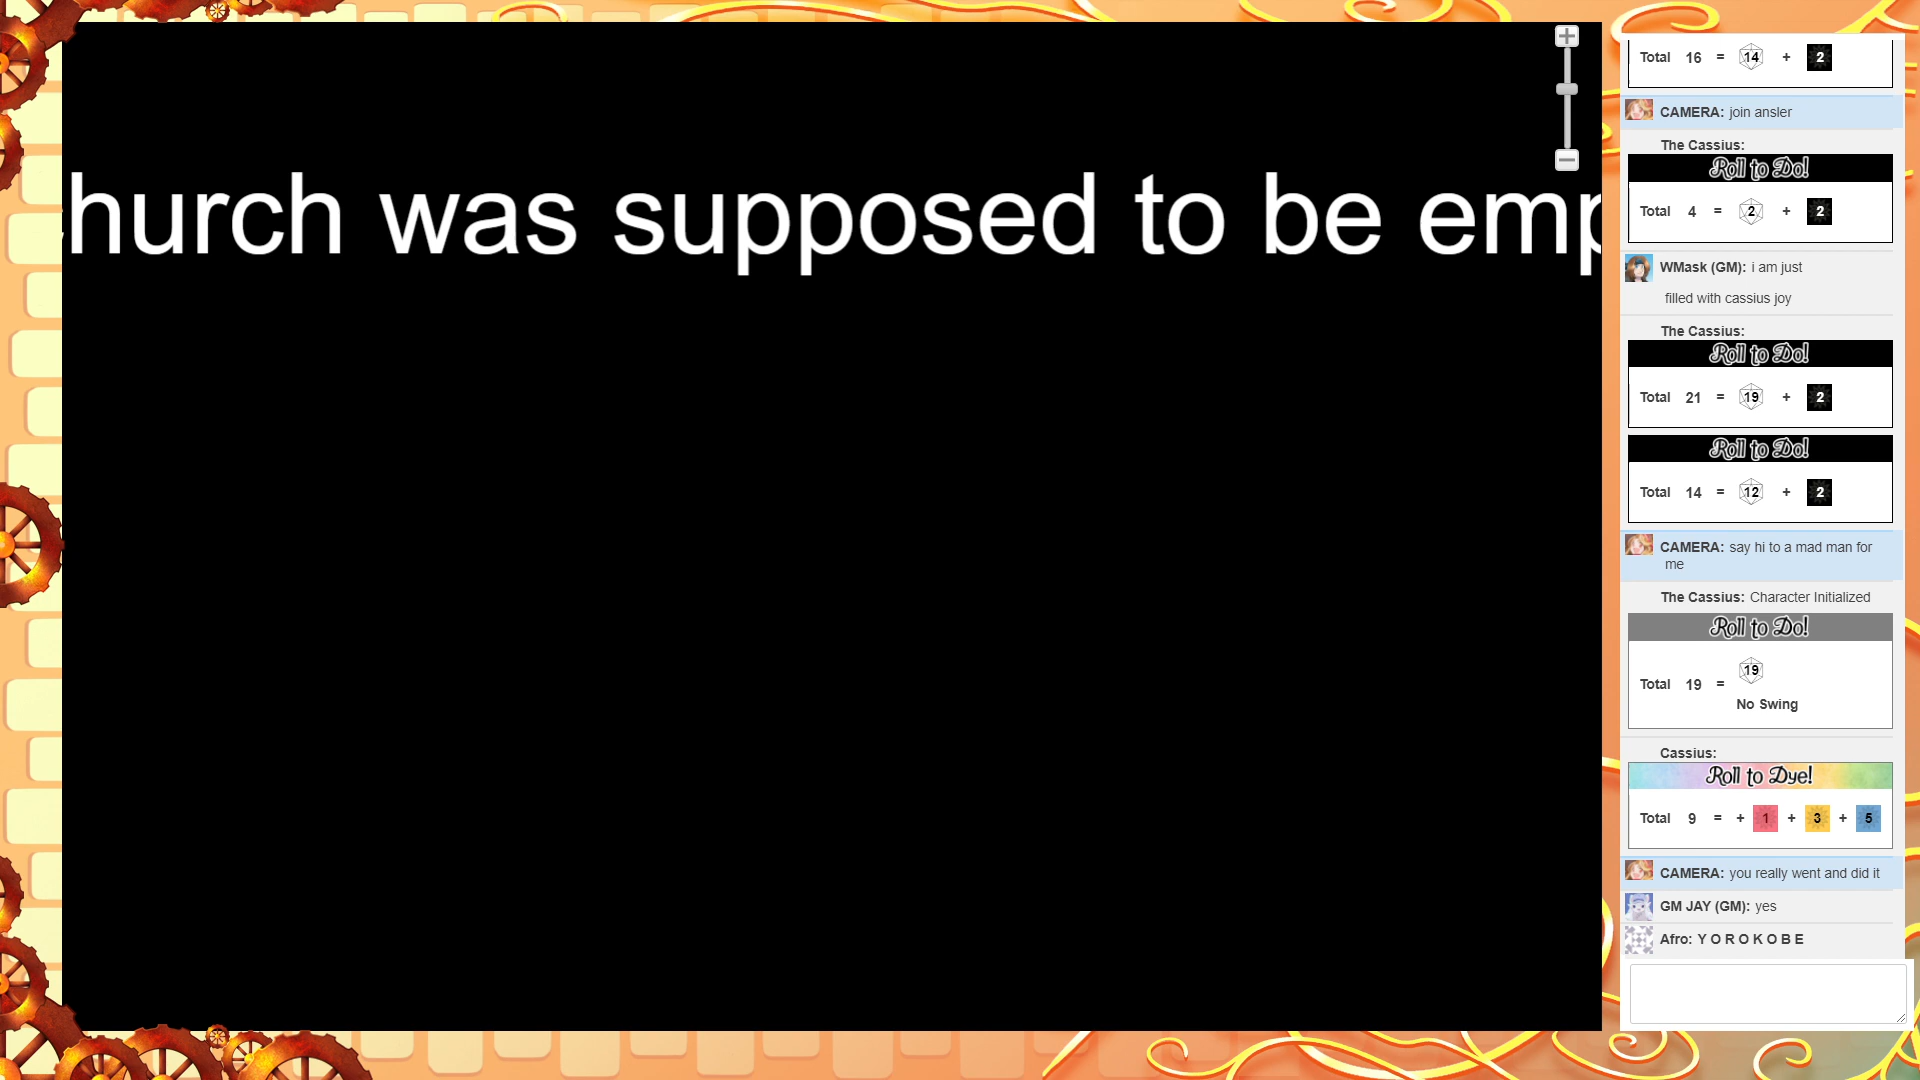 hurch was supposed to be emp
Total 16 = 14 + 2
CAMERA: join ansler
The Cassius:
Roll to Do!
Total 4 = 2 + 2
WMask (GM): i am just
filled with cassius joy
The Cassius:
Roll to Do!
Total 21 = 19 + 2
Roll to Do!
Total 14 = 12 + 2
CAMERA: say hi to a mad man for
me
The Cassius: Character Initialized
Roll to Do!
Total 19 = 19
No Swing
Cassius:
Roll to Dye!
Total 9 = + 1 + 3 + 5
CAMERA: you really went and did it
GM JAY (GM): yes
Afro: Y O R O K O B E